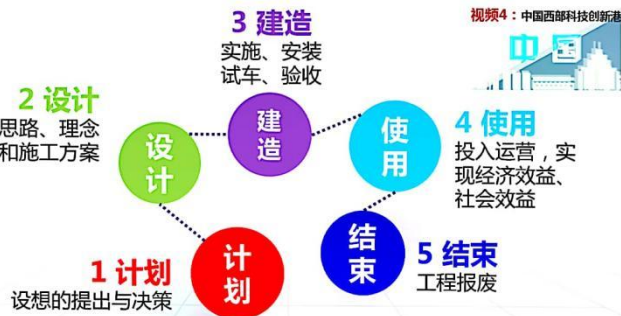 视频4：中国西部科技创新港
中国
3 建造
实施、安装
试车、验收
2 设计
思路、理念
和施工方案
设计
建造
使用
4 使用
投入运营，实
现经济效益、
社会效益
1 计划
设想的提出与决策
计划
结束
5 结束
工程报废